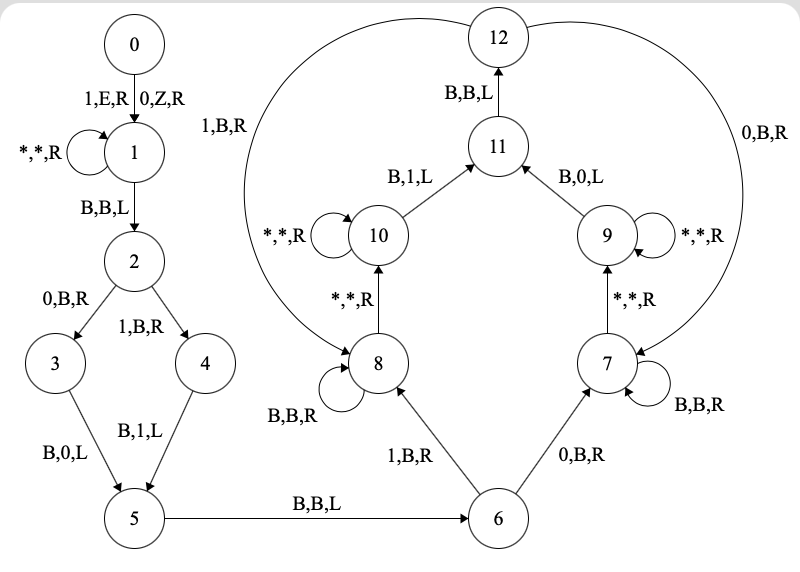 0
12
1,E,R 0,Z,R
B,B,L
1,B,R
0,B,R
*,*,R
1
11
B,B,L
B,1,L
B,0,L
2
*,*,R
10
9
*,*,R
0,B,R
1,B,R
*,*,R
*,*,R
3
4
8
7
B,B,R
B,B,R
B,0,L
B,1,L
1,B,R
0,B,R
5
B,B,L
6